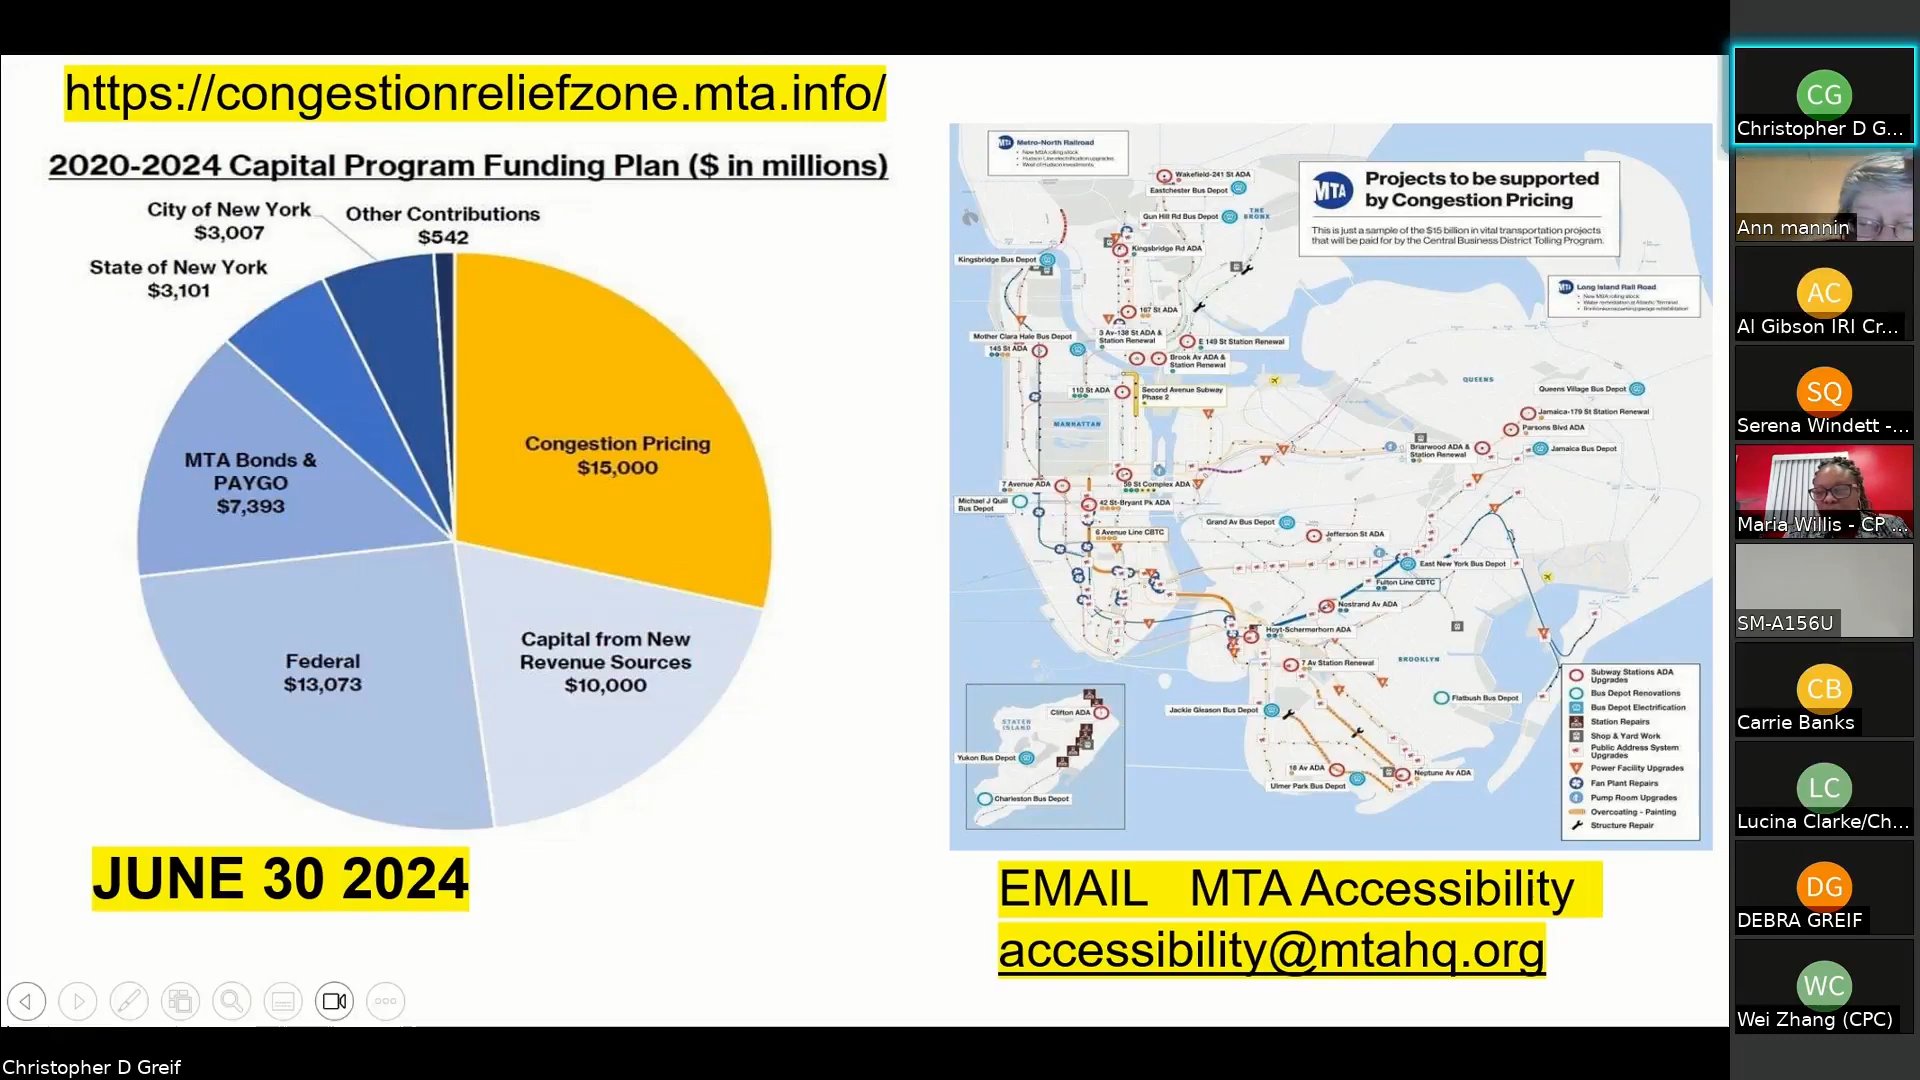 https://congestionreliefzone.mta.info/
2020-2024 Capital Program Funding Plan ($ in millions)
City of New York
$3,007
Other Contributions
$542
State of New York
$3,101
Congestion Pricing
$15,000
MTA Bonds &
PAYGO
$7,393
Capital from New
Revenue Sources
$10,000
Federal
$13,073
JUNE 30 2024
MTA
Metro-North Railroad
New M9A rolling stock
Hudson Line electrification upgrades
West of Hudson investments
MTA
Projects to be supported
by Congestion Pricing
This is just a sample of the $15 billion in vital transportation projects
that will be paid for by the Central Business District Tolling Program.
MTA
Long Island Rail Road
New M9A rolling stock
Wakefield-241 St ADA
Eastchester Bus Depot
THE
BRONX
Gun Hill Rd Bus Depot
Kingsbridge Rd ADA
Kingsbridge Bus Depot
167 St ADA
Mother Clara Hale Bus Depot
145 St ADA
3 Av-138 St ADA &
Station Renewal
E 149 St Station Renewal
Brook Av ADA &
Station Renewal
110 St ADA
Second Avenue Subway
Phase 2
MANHATTAN
QUEENS
Queens Village Bus Depot
Jamaica-179 St Station Renewal
Parsons Blvd ADA
Briarwood ADA &
Station Renewal
Jamaica Bus Depot
7 Avenue ADA
59 St Complex ADA
Michael J Quill
Bus Depot
42 St-Bryant Pk ADA
6 Avenue Line CBTC
Grand Av Bus Depot
Jefferson St ADA
East New York Bus Depot
Fulton Line CBTC
Nostrand Av ADA
Hoyt-Schermerhorn ADA
7 Av Station Renewal
BROOKLYN
Flatbush Bus Depot
Jackie Gleason Bus Depot
18 Av ADA
Ulmer Park Bus Depot
Neptune Av ADA
STATEN
ISLAND
Clifton ADA
Yukon Bus Depot
Charleston Bus Depot
Subway Stations ADA
Upgrades
Bus Depot Renovations
Bus Depot Electrification
Station Repairs
Shop & Yard Work
Public Address System
Upgrades
Power Facility Upgrades
Fan Plant Repairs
Pump Room Upgrades
Overcoating - Painting
Structure Repair
EMAIL MTA Accessibility
accessibility@mtahq.org
Christopher D Greif
CG
Christopher D G...
Ann mannin
AC
Al Gibson IRI Cr...
SQ
Serena Windett -...
Maria Willis - CP ...
SM-A156U
CB
Carrie Banks
LC
Lucina Clarke/Ch...
DG
DEBRA GREIF
WC
Wei Zhang (CPC)